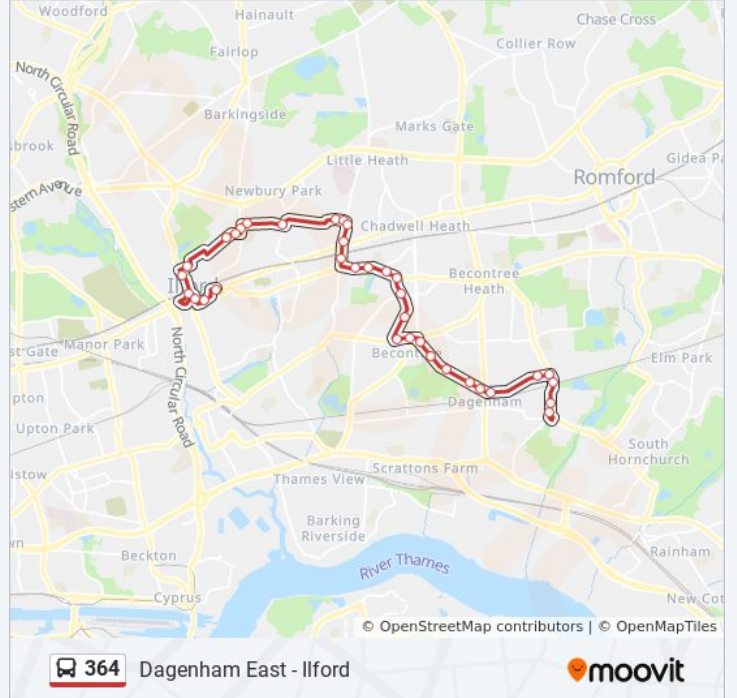 Woodford
Hainault
Chase Cross
Collier Row
Fairlop
North Circular Road
Barkingside
Marks Gate
sbrook
Little Heath
Gidea Pa
Romford
stern Avenue
Newbury Park
Chadwell Heath
Ilford
Becontree
Heath
st Gate
Manor Park
Becontree
Elm Park
North Circular Road
pton
Dagenham
Upton Park
South
Hornchurch
istow
Scrattons Farm
Thames View
Barking
Riverside
wn
Beckton
Rainham
River Thames
Cyprus
New Cot
© OpenStreetMap contributors | © OpenMapTiles
364 Dagenham East - Ilford
moovit